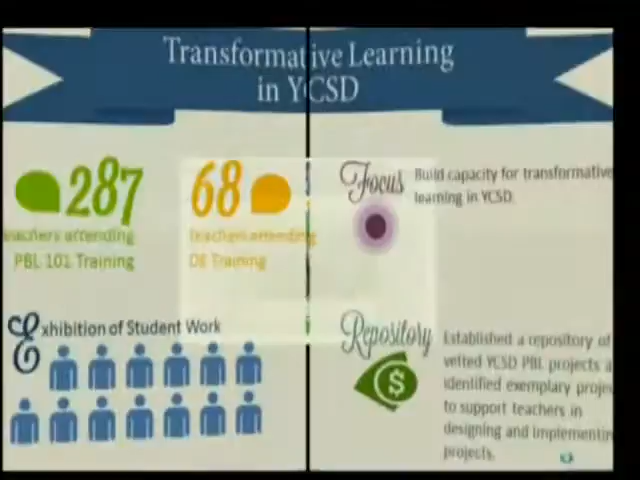 Transformative Learning
in YCSD
287
teachers attending
PBL 101 Training
68
teachers attending
DE Training
Focus
Build capacity for transformative
learning in YCSD.
Exhibition of Student Work
Repository
Established a repository of
vetted YCSD PBL projects
identified exemplary
to support teachers in
designing and
projects.
$